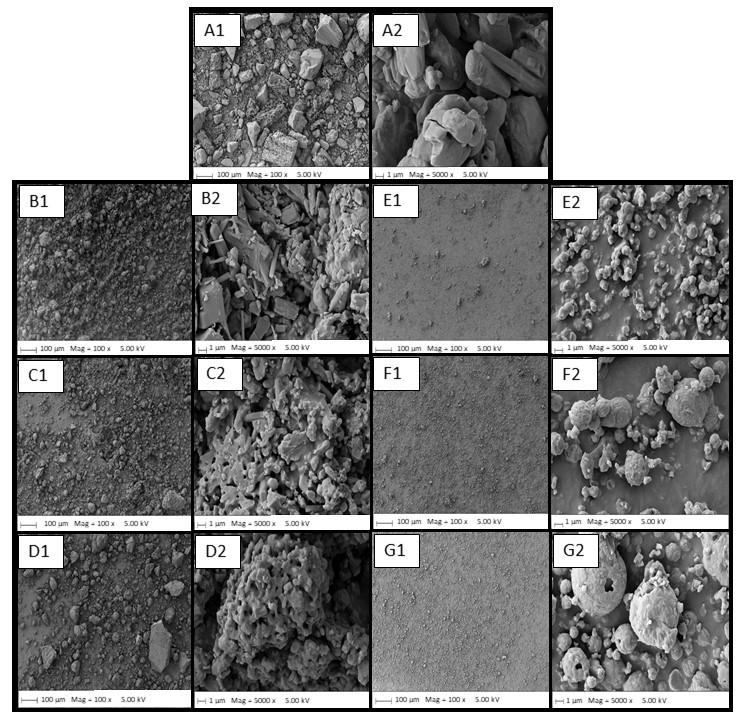 A1
A2
100 µm Mag = 100 x 5.00 kV
1 µm Mag = 5000 x 5.00 kV
B1
B2
E1
E2
100 µm Mag = 100 x 5.00 kV
1 µm Mag = 5000 x 5.00 kV
100 µm Mag = 100 x 5.00 kV
1 µm Mag = 5000 x 5.00 kV
C1
C2
F1
F2
100 µm Mag = 100 x 5.00 kV
1 µm Mag = 5000 x 5.00 kV
100 µm Mag = 100 x 5.00 kV
1 µm Mag = 5000 x 5.00 kV
D1
D2
G1
G2
100 µm Mag = 100 x 5.00 kV
1 µm Mag = 5000 x 5.00 kV
100 µm Mag = 100 x 5.00 kV
1 µm Mag = 5000 x 5.00 kV